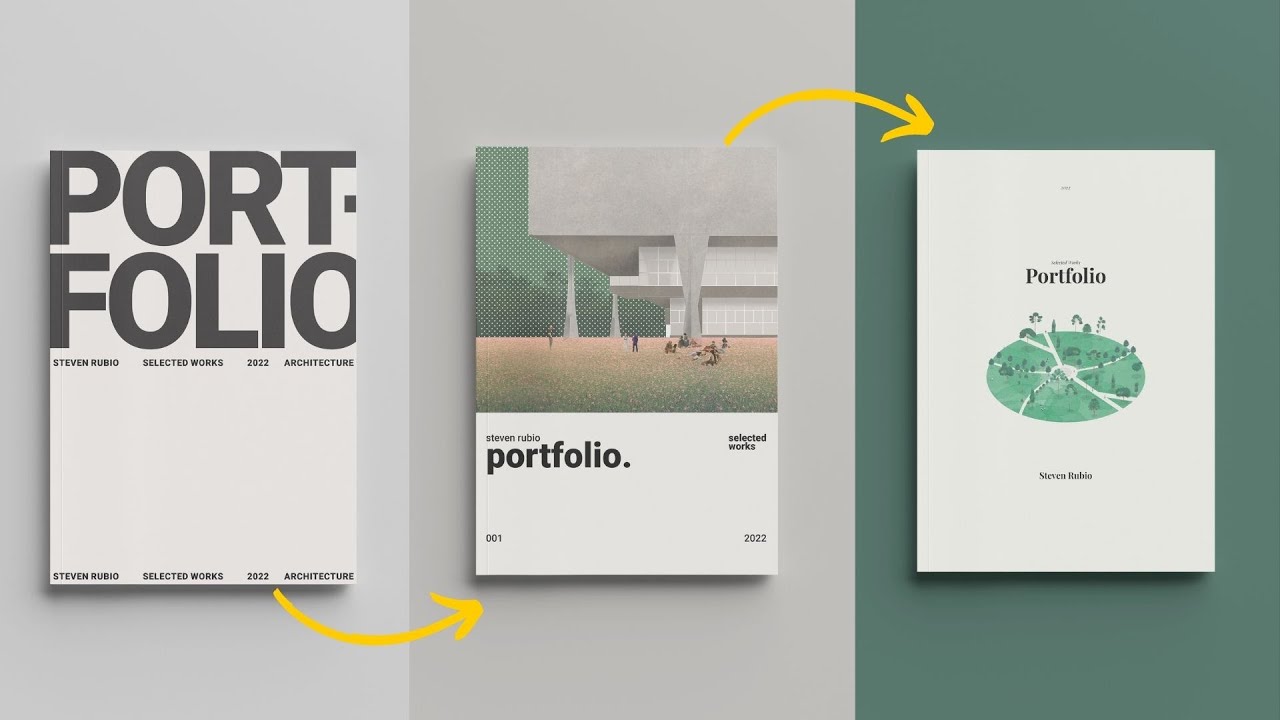 PORT-
FOLIO
STEVEN RUBIO SELECTED WORKS 2022 ARCHITECTURE
STEVEN RUBIO SELECTED WORKS 2022 ARCHITECTURE
steven rubio
portfolio.
selected
works
001 2022
Selected Works
Portfolio
Steven Rubio